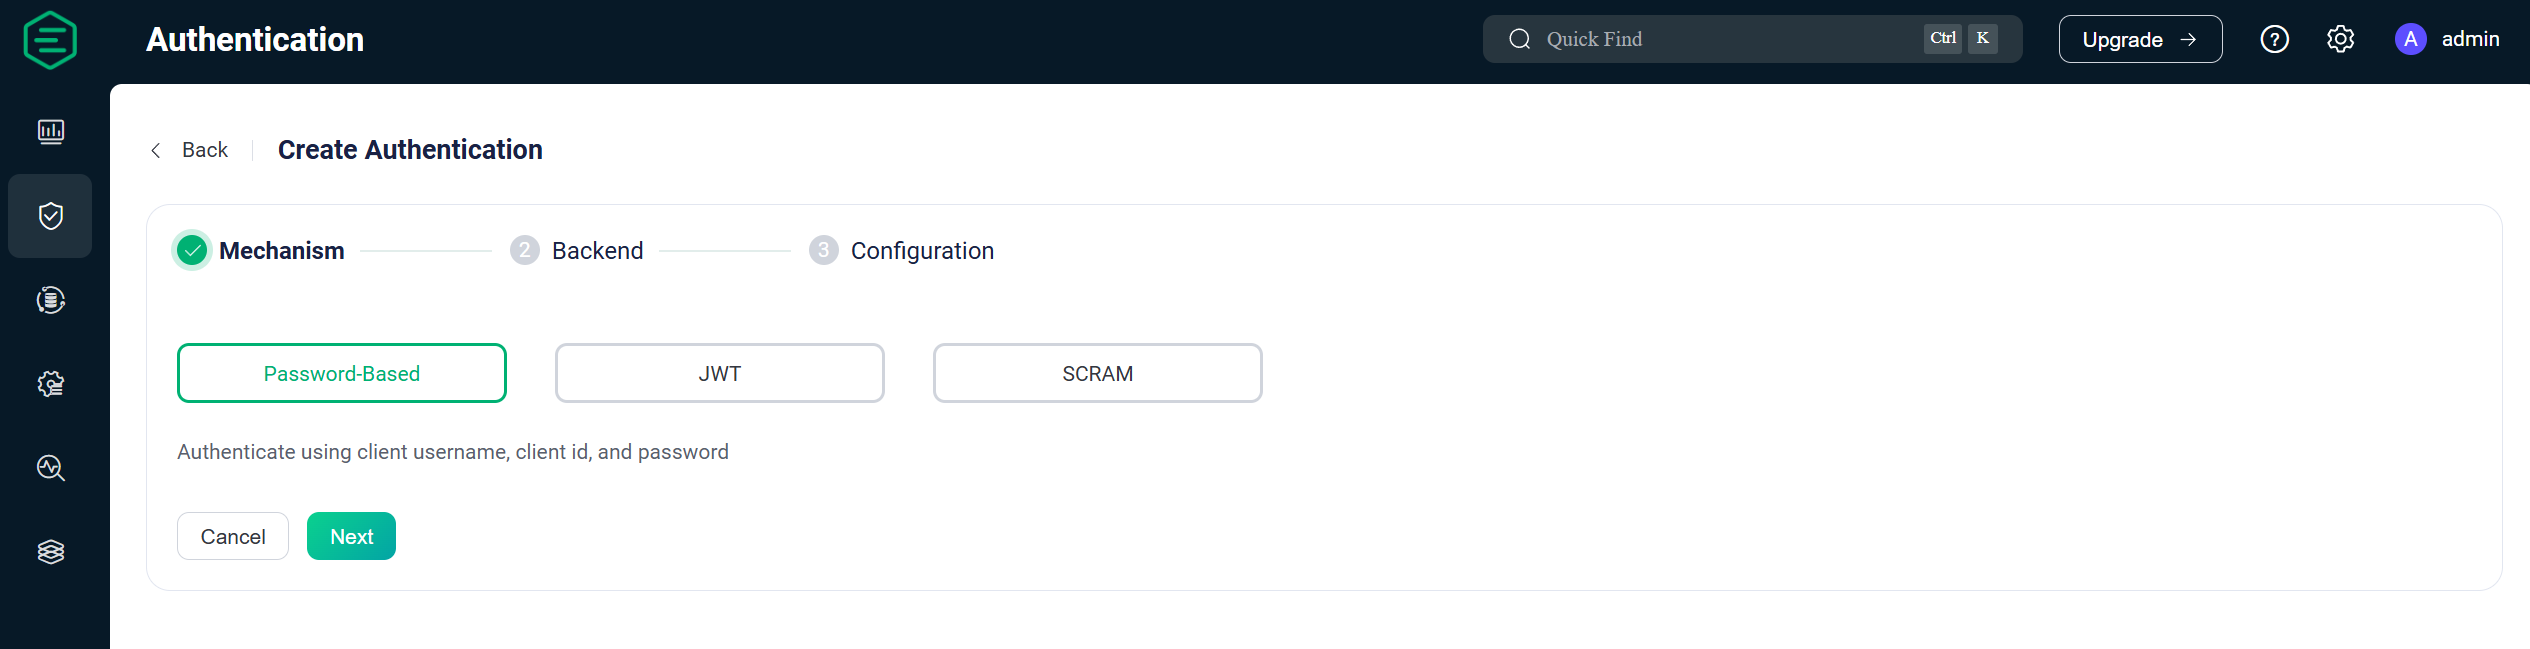 Authentication
Quick Find
Ctrl K
Upgrade →
?
A admin
Back
Create Authentication
Mechanism
2 Backend
3 Configuration
Password-Based
JWT
SCRAM
Authenticate using client username, client id, and password
Cancel
Next